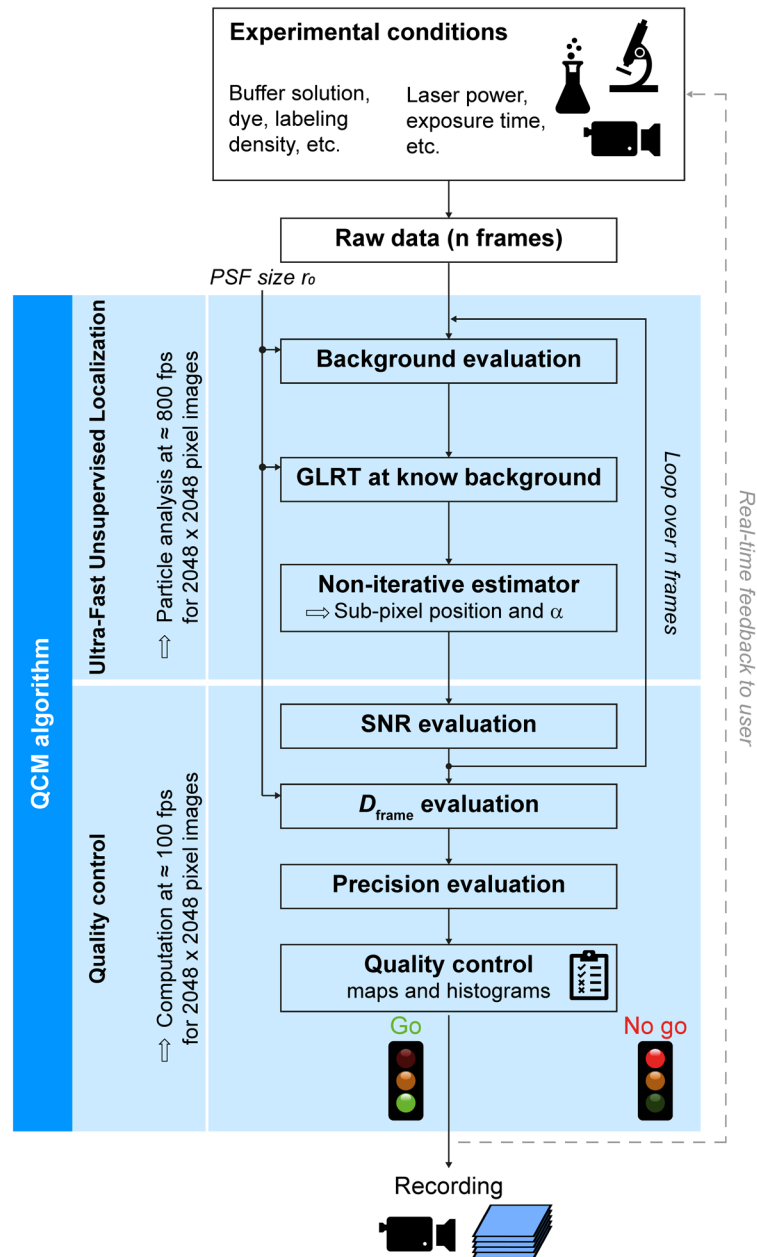 Experimental conditions
Buffer solution,
dye, labeling
density, etc.
Laser power,
exposure time,
etc.
Raw data (n frames)
PSF size r₀
Background evaluation
GLRT at know background
Non-iterative estimator
⇨ Sub-pixel position and α
SNR evaluation
D frame evaluation
Precision evaluation
Quality control
maps and histograms
Go
No go
Recording
QCM algorithm
Ultra-Fast Unsupervised Localization
⇨ Particle analysis at ≈ 800 fps
for 2048 x 2048 pixel images
Quality control
⇨ Computation at ≈ 100 fps
for 2048 x 2048 pixel images
Loop over n frames
Real-time feedback to user